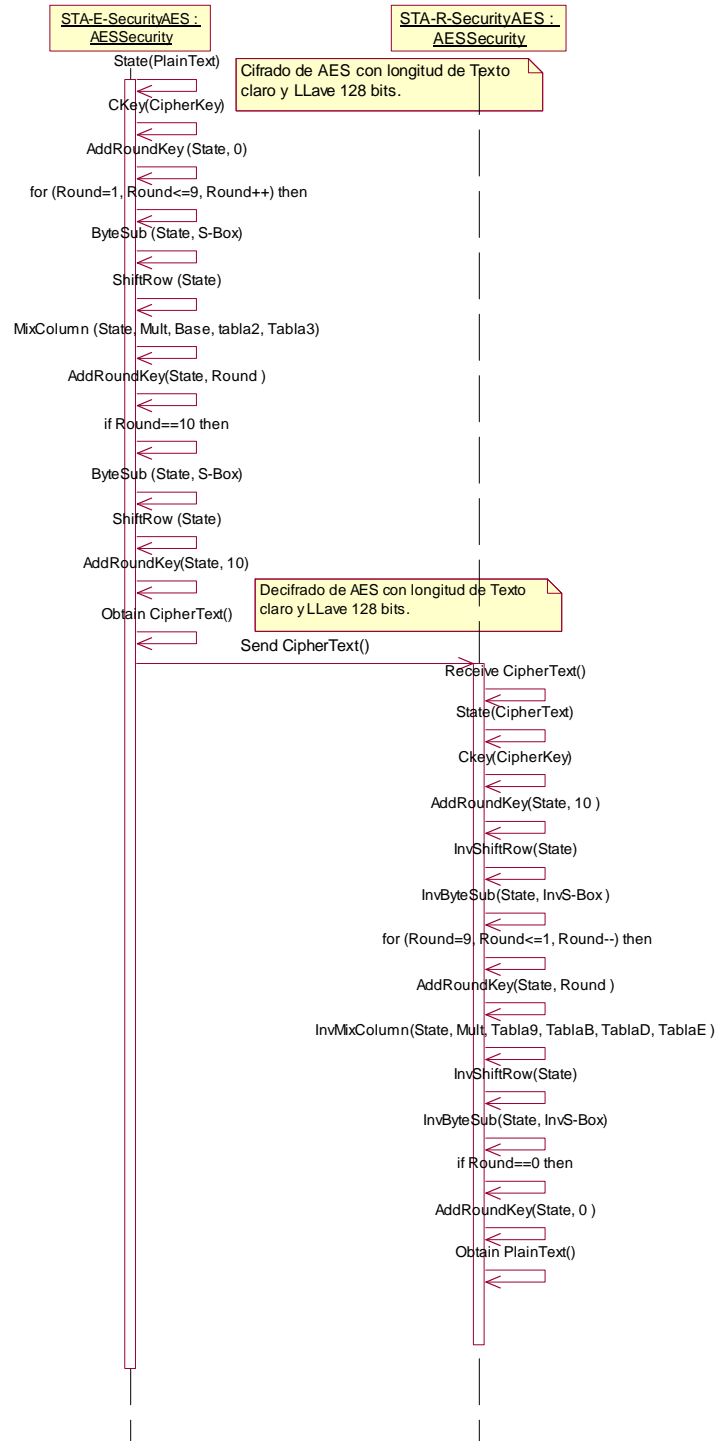 STA-E-SecurityAES :
AESSecurity
STA-R-SecurityAES :
AESSecurity
State(PlainText)
Cifrado de AES con longitud de Texto
claro y LLave 128 bits.
CKey(CipherKey)
AddRoundKey (State, 0)
for (Round=1, Round<=9, Round++) then
ByteSub (State, S-Box)
ShiftRow (State)
MixColumn (State, Mult, Base, tabla2, Tabla3)
AddRoundKey(State, Round )
if Round==10 then
ByteSub (State, S-Box)
ShiftRow (State)
AddRoundKey(State, 10)
Decifrado de AES con longitud de Texto
claro y LLave 128 bits.
Obtain CipherText()
Send CipherText()
Receive CipherText()
State(CipherText)
Ckey(CipherKey)
AddRoundKey(State, 10 )
InvShiftRow(State)
InvByteSub(State, InvS-Box )
for (Round=9, Round<=1, Round--) then
AddRoundKey(State, Round )
InvMixColumn(State, Mult, Tabla9, TablaB, TablaD, TablaE )
InvShiftRow(State)
InvByteSub(State, InvS-Box)
if Round==0 then
AddRoundKey(State, 0 )
Obtain PlainText()